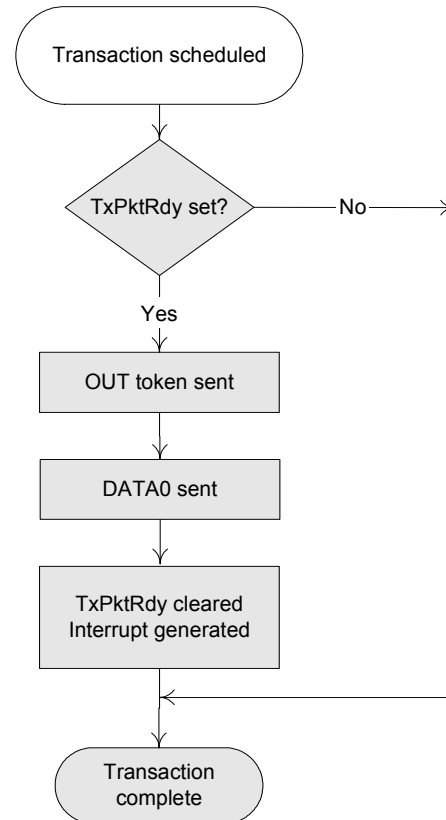 Transaction scheduled
TxPktRdy set?
No
Yes
OUT token sent
DATA0 sent
TxPktRdy cleared
Interrupt generated
Transaction
complete